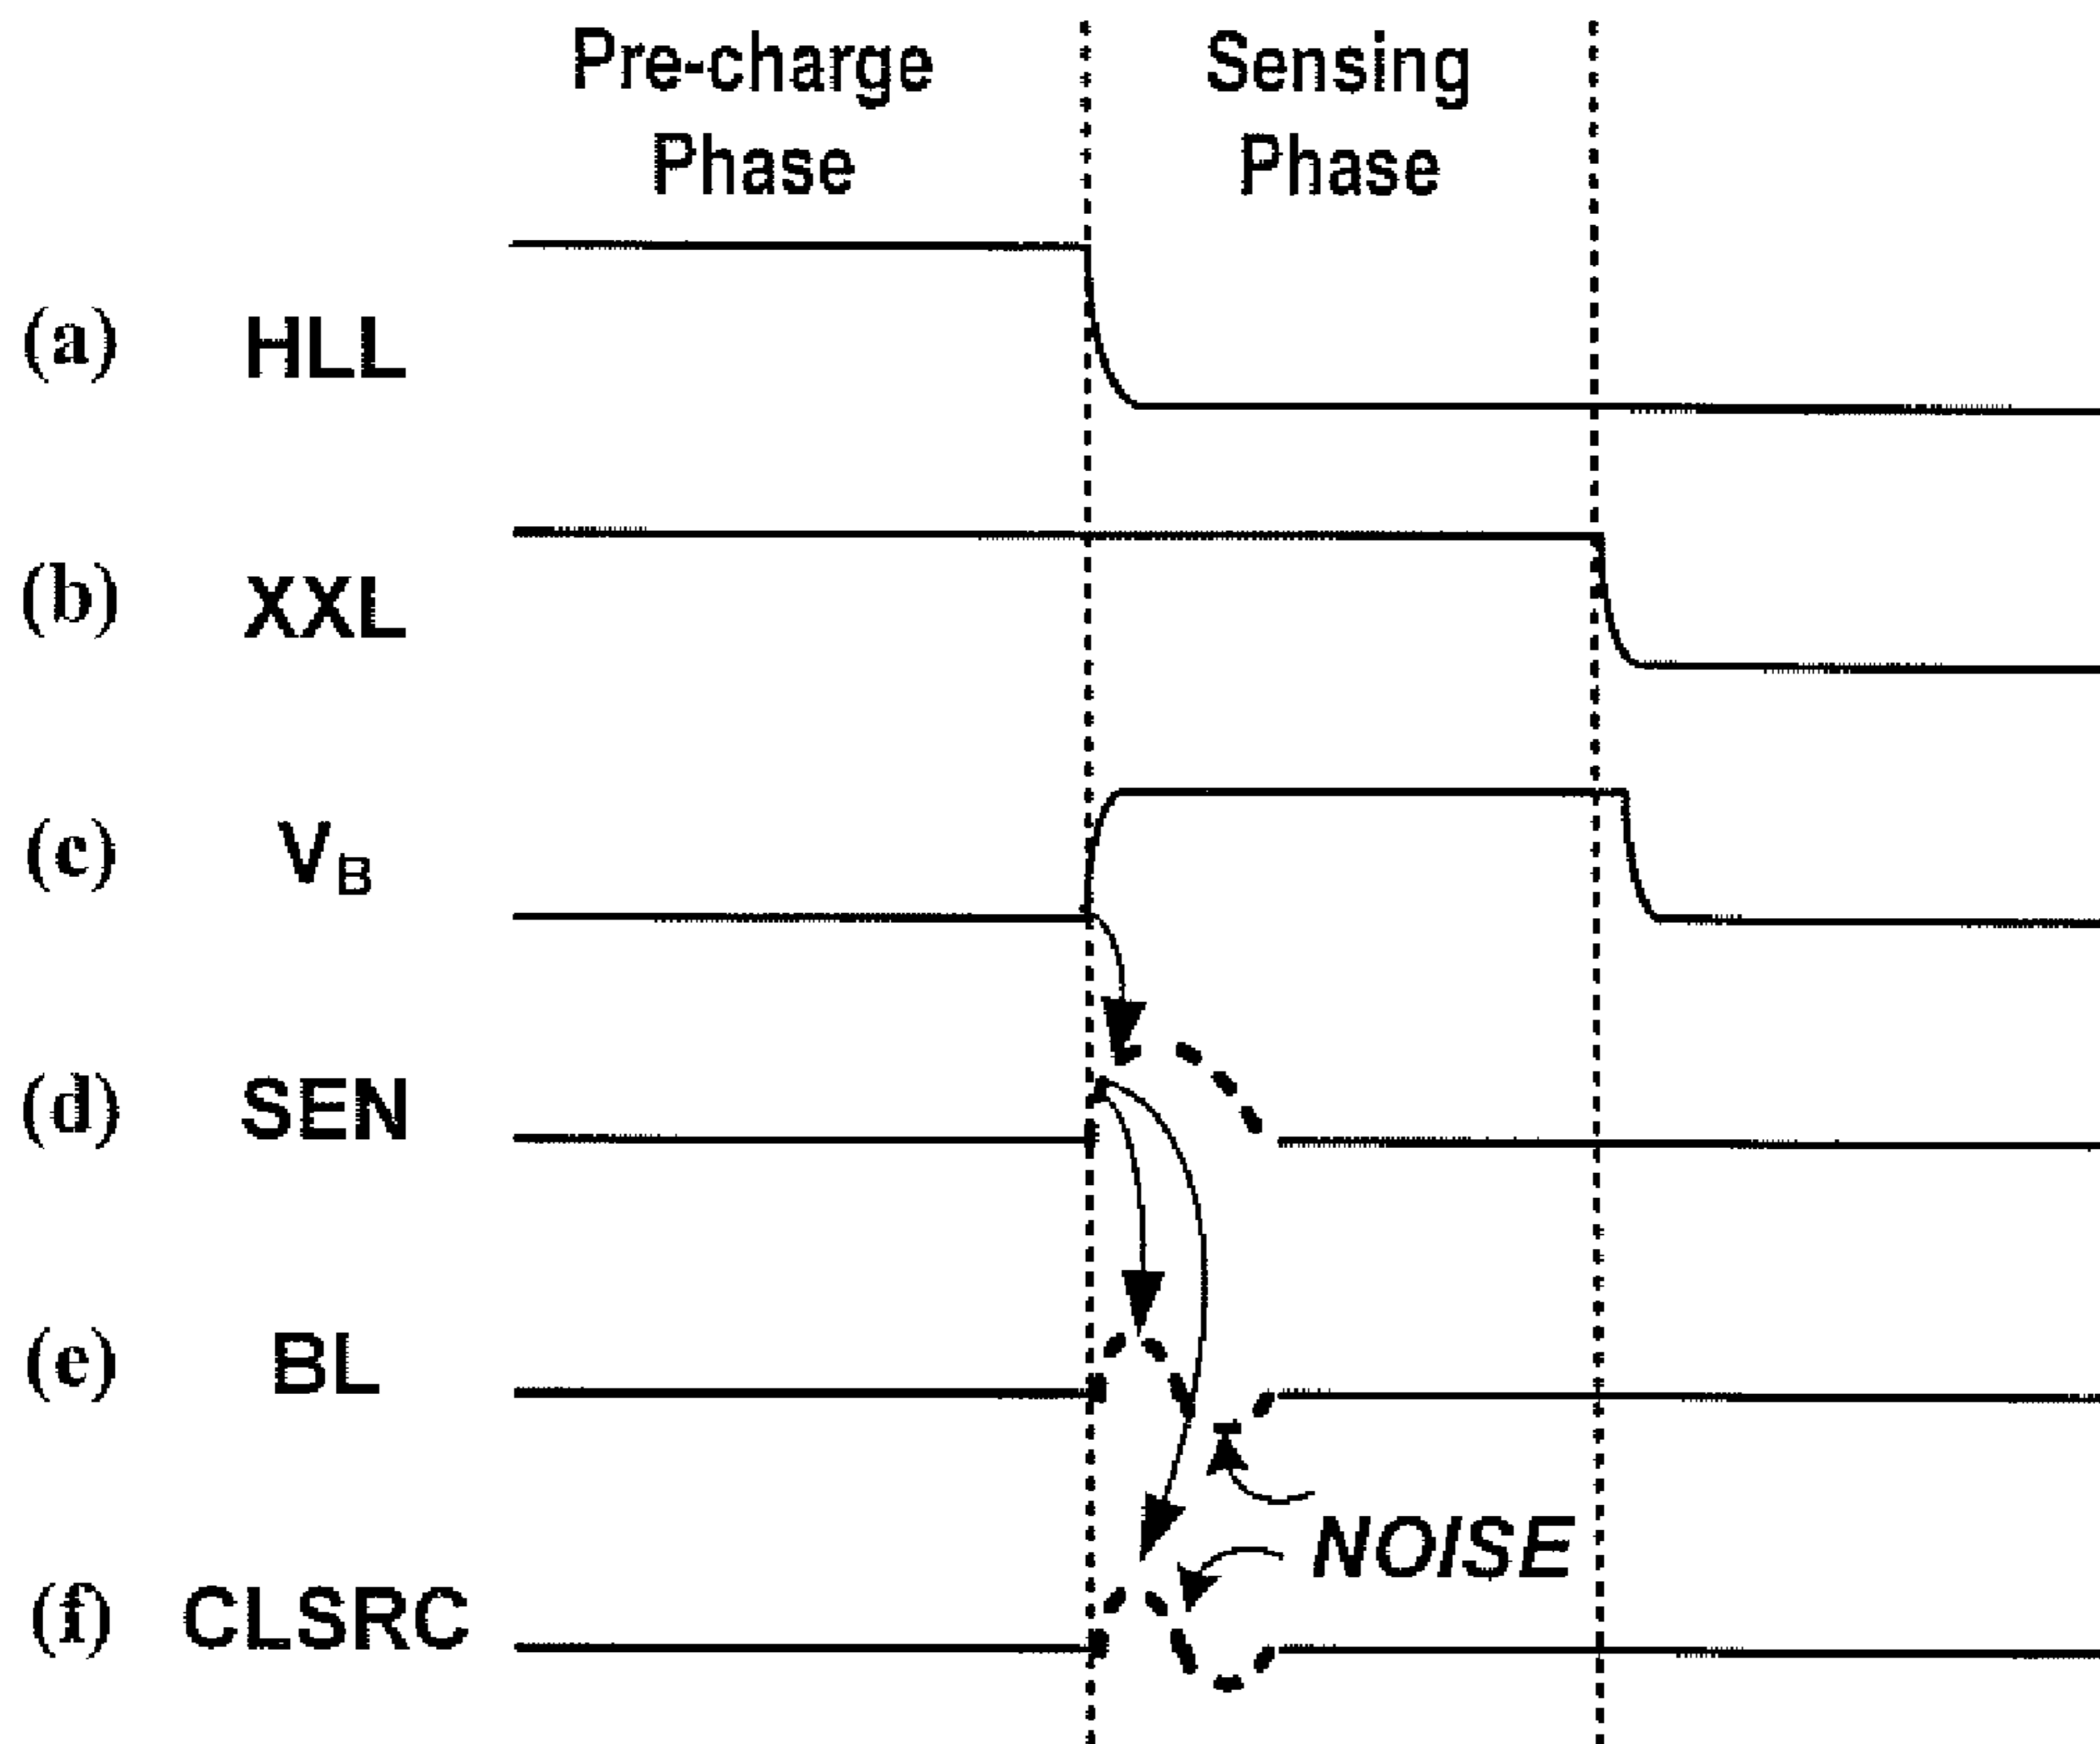 Pre-charge
Phase
Sensing
Phase
(a) HLL
(b) XXL
(c) VB
(d) SEN
(e) BL
NOISE
(f) CLSRC